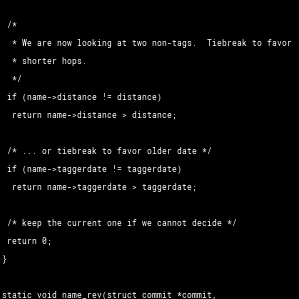 /*
* We are now looking at two non-tags. Tiebreak to favor
* shorter hops.
*/
if (name->distance != distance)
return name->distance > distance;
/* ... or tiebreak to favor older date */
if (name->taggerdate != taggerdate)
return name->taggerdate > taggerdate;
/* keep the current one if we cannot decide */
return 0;
}
static void name_rev(struct commit *commit,